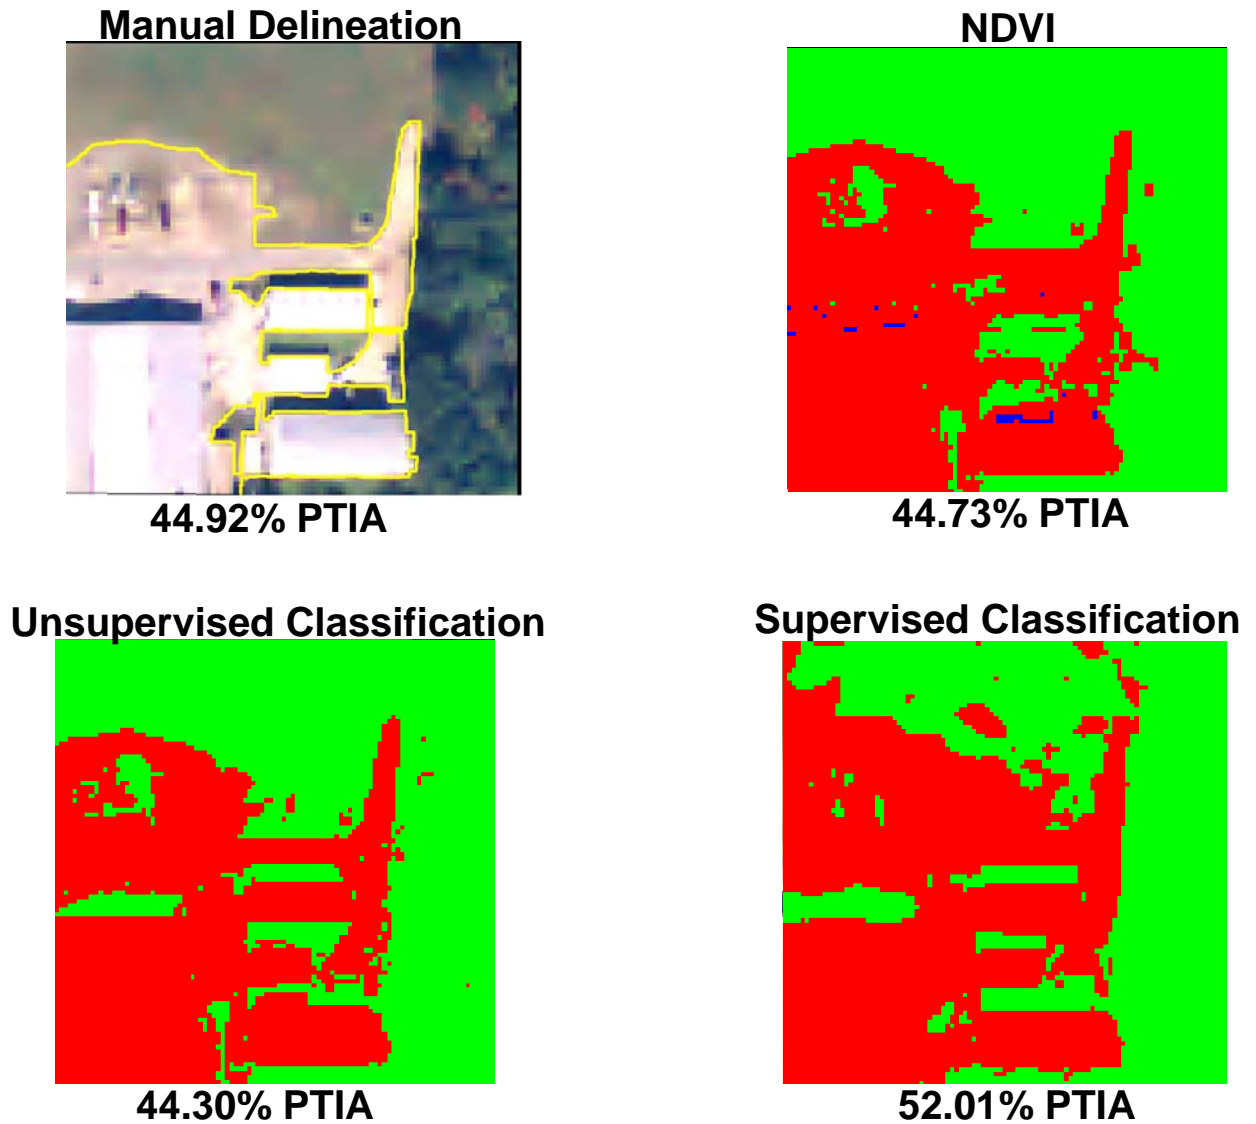 Manual Delineation
NDVI
44.92% PTIA
44.73% PTIA
Unsupervised Classification
Supervised Classification
44.30% PTIA
52.01% PTIA